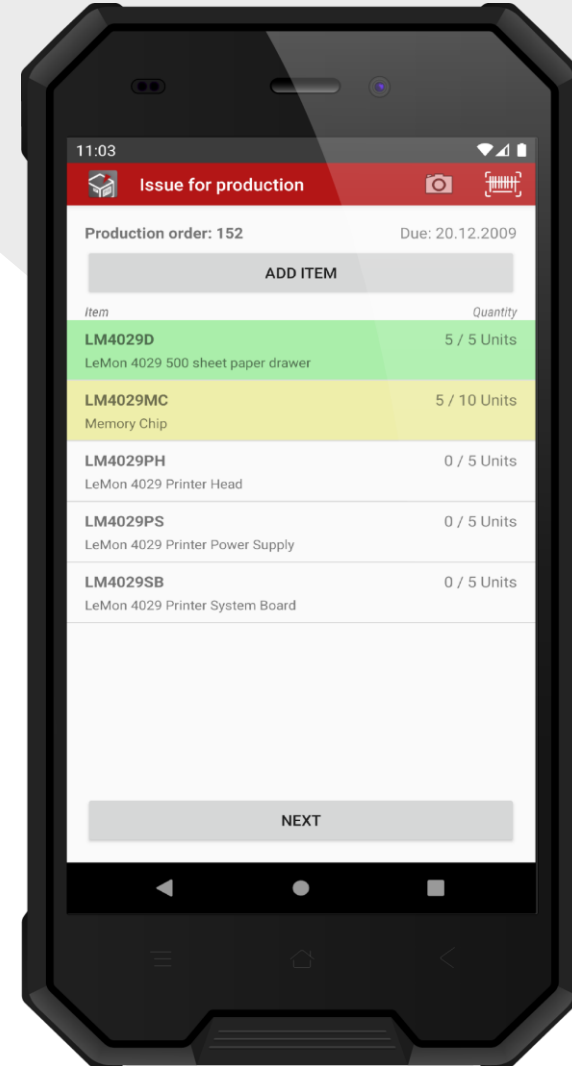 11:03
Issue for production
Production order: 152 Due: 20.12.2009
ADD ITEM
Item Quantity
LM4029D 5 / 5 Units
LeMon 4029 500 sheet paper drawer
LM4029MC 5 / 10 Units
Memory Chip
LM4029PH 0 / 5 Units
LeMon 4029 Printer Head
LM4029PS 0 / 5 Units
LeMon 4029 Printer Power Supply
LM4029SB 0 / 5 Units
LeMon 4029 Printer System Board
NEXT